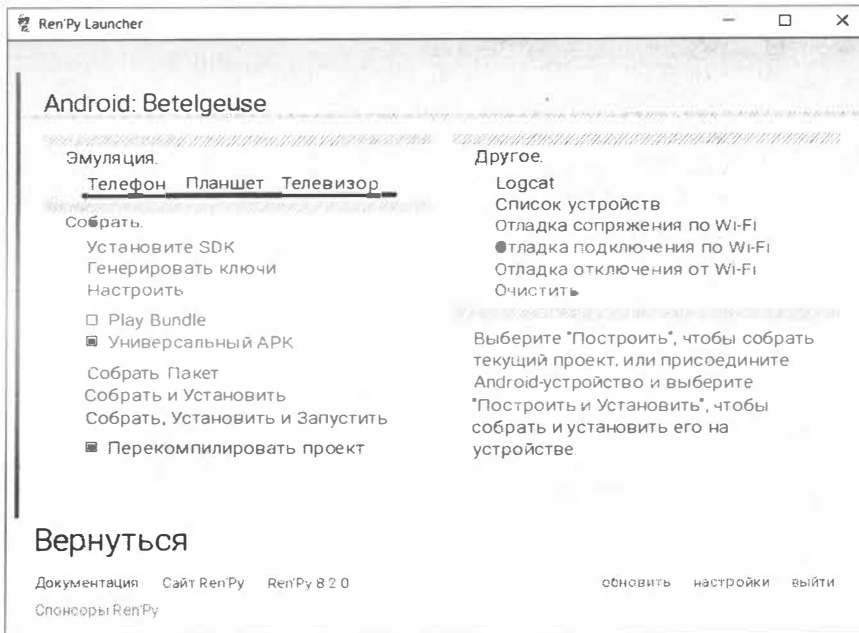 Ren'Py Launcher
Android: Betelgeuse
Эмуляция.
Телефон Планшет Телевизор
Собрать.
Установите SDK
Генерировать ключи
Настроить
Play Bundle
Универсальный APK
Собрать Пакет
Собрать и Установить
Собрать, Установить и Запустить
Перекомпилировать проект
Другое.
Logcat
Список устройств
Отладка сопряжения по Wi-Fi
Отладка подключения по Wi-Fi
Отладка отключения от Wi-Fi
Очистить
Выберите "Построить", чтобы собрать
текущий проект, или присоедините
Android-устройство и выберите
"Построить и Установить", чтобы
собрать и установить его на
устройстве.
Вернуться
Документация Сайт Ren'Py Ren'Py 8.2.0 обновить настройки выйти
Спонсоры Ren'Py